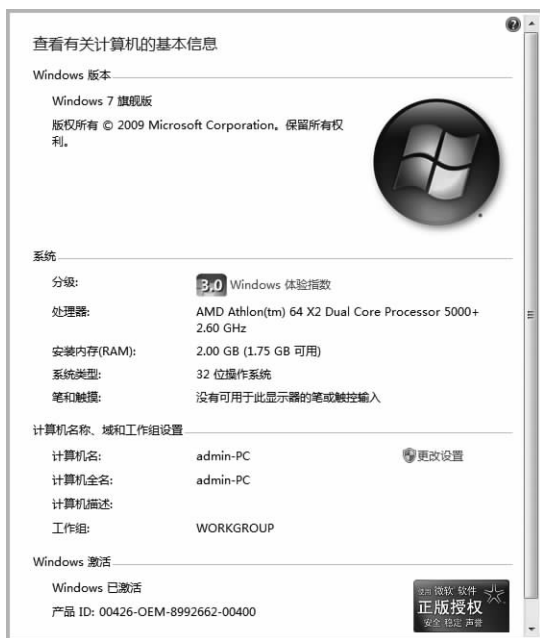 查看有关计算机的基本信息
Windows 版本
Windows 7 旗舰版
版权所有 © 2009 Microsoft Corporation。保留所有权
利。
系统
分级:
3.0 Windows 体验指数
处理器:
AMD Athlon(tm) 64 X2 Dual Core Processor 5000+
2.60 GHz
安装内存(RAM):
2.00 GB (1.75 GB 可用)
系统类型:
32 位操作系统
笔和触摸:
没有可用于此显示器的笔或触控输入
计算机名称、域和工作组设置
计算机名:
admin-PC
更改设置
计算机全名:
admin-PC
计算机描述:
工作组:
WORKGROUP
Windows 激活
Windows 已激活
产品 ID: 00426-OEM-8992662-00400
使用 微软 软件
正版授权
安全 稳定 声誉